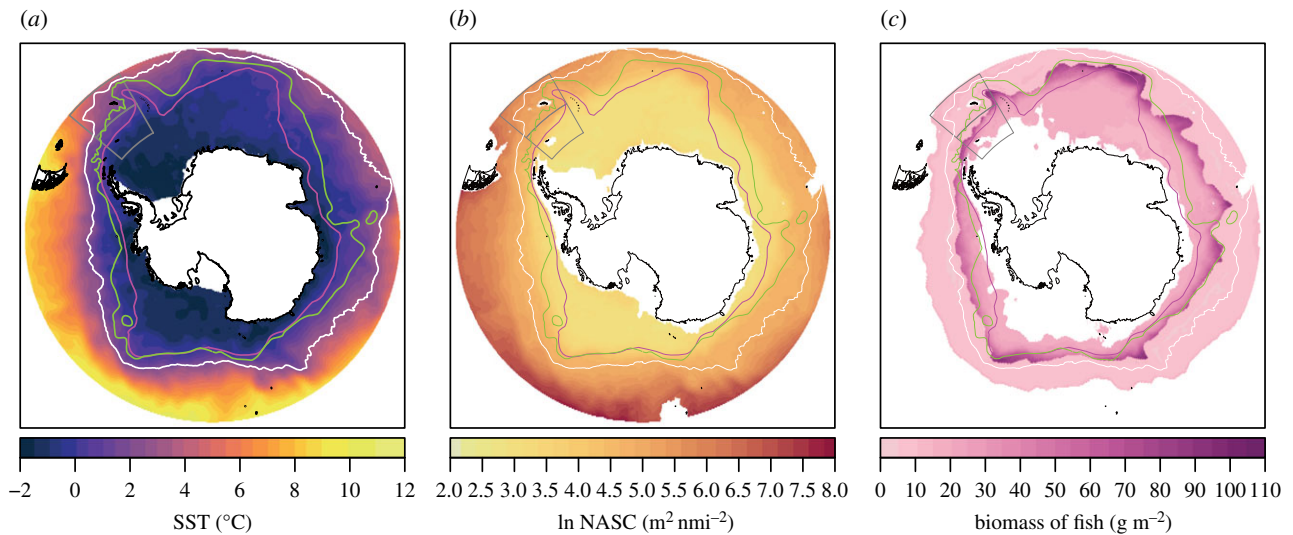 (a)
(b)
(c)
−2 0 2 4 6 8 10 12
SST (°C)
2.0 2.5 3.0 3.5 4.0 4.5 5.0 5.5 6.0 6.5 7.0 7.5 8.0
ln NASC (m² nmi⁻²)
0 10 20 30 40 50 60 70 80 90 100 110
biomass of fish (g m⁻²)